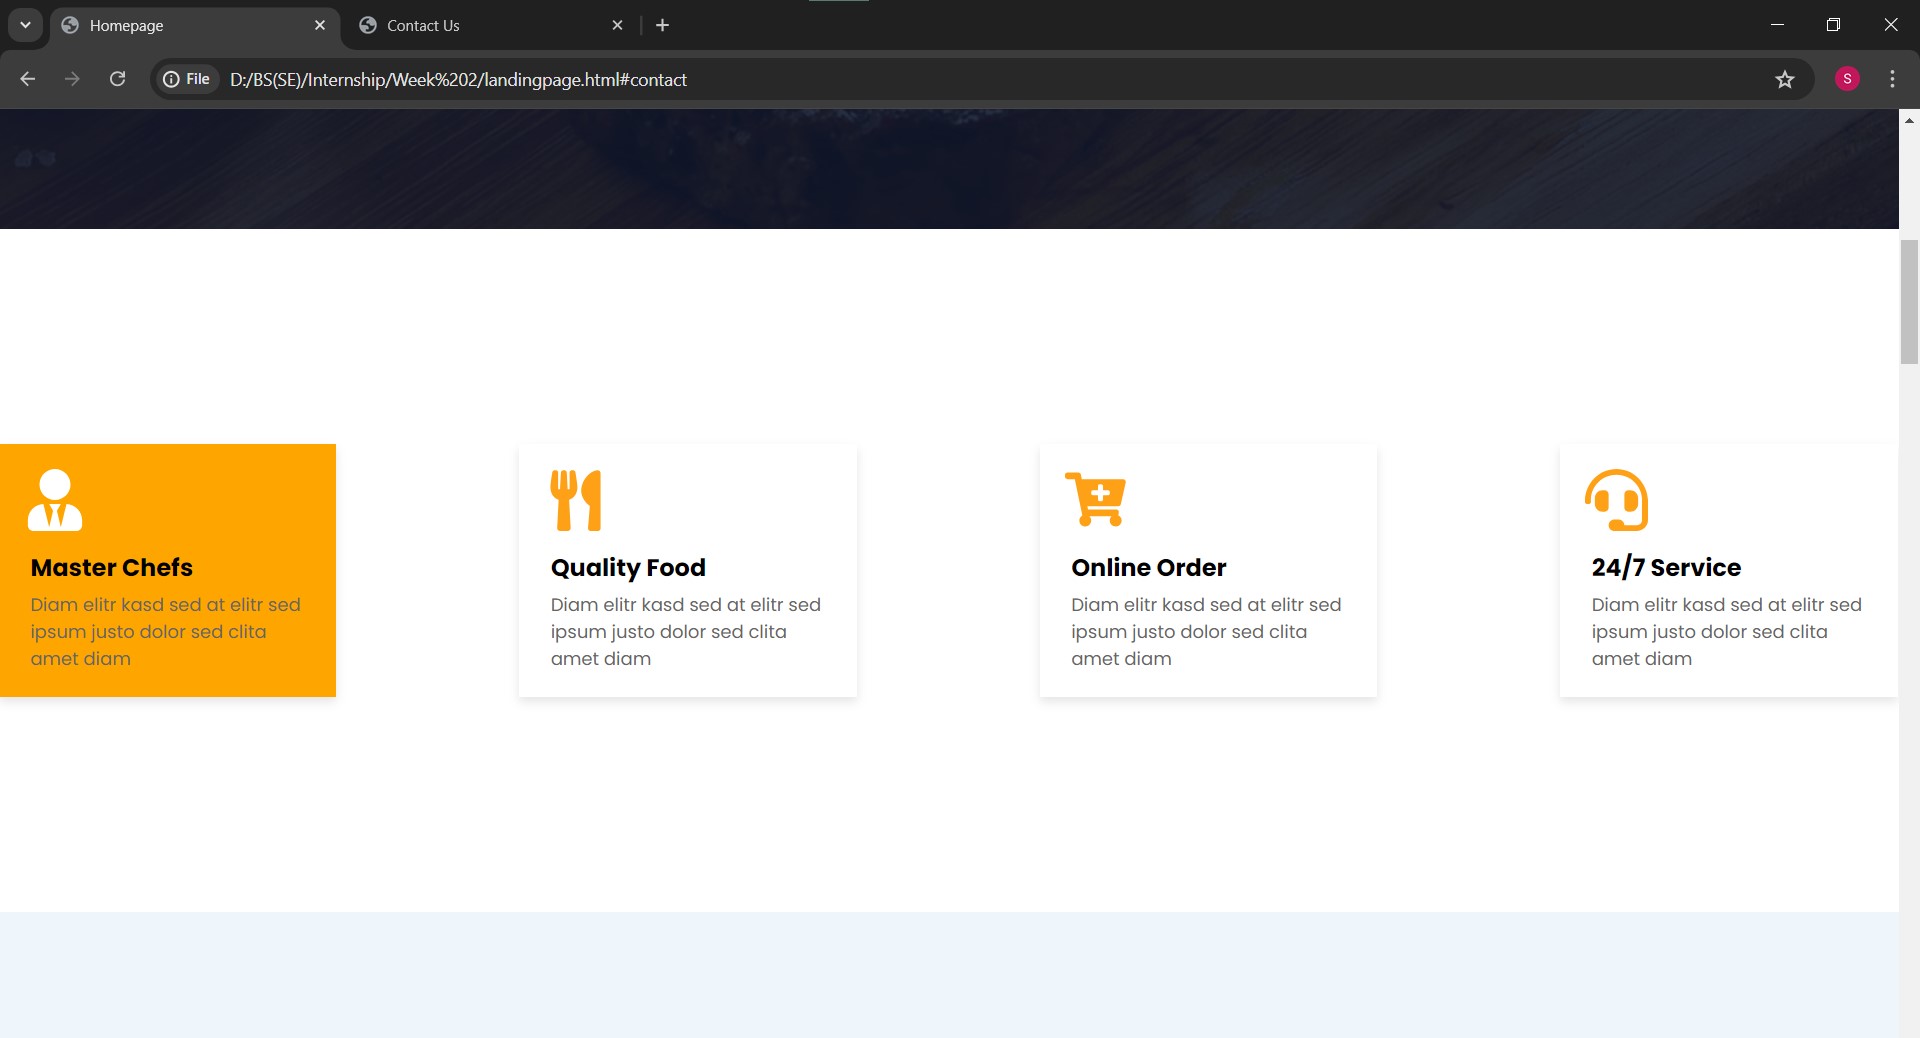 Homepage
Contact Us
File
D:/BS(SE)/Internship/Week%202/landingpage.html#contact
S
Master Chefs
Diam elitr kasd sed at elitr sed
ipsum justo dolor sed clita
amet diam
Quality Food
Diam elitr kasd sed at elitr sed
ipsum justo dolor sed clita
amet diam
Online Order
Diam elitr kasd sed at elitr sed
ipsum justo dolor sed clita
amet diam
24/7 Service
Diam elitr kasd sed at elitr sed
ipsum justo dolor sed clita
amet diam